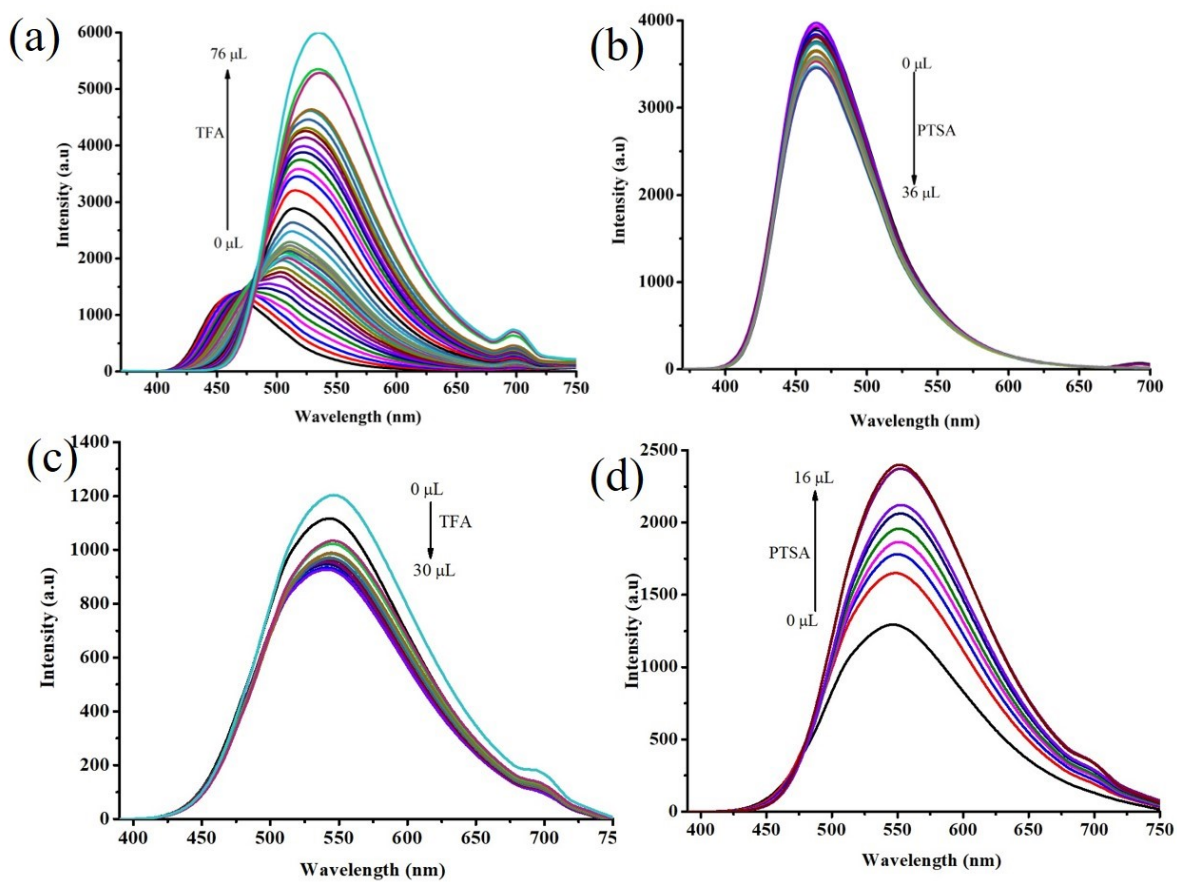 (a)
6000
5000
4000
3000
2000
1000
0
Intensity (a.u)
76 μL
TFA
0 μL
400 450 500 550 600 650 700 750
Wavelength (nm)
(b)
4000
3000
2000
1000
0
Intensity (a.u)
0 μL
PTSA
36 μL
400 450 500 550 600 650 700
Wavelength (nm)
(c)
1400
1200
1000
800
600
400
200
0
Intensity (a.u)
0 μL
TFA
30 μL
400 450 500 550 600 650 700 750
Wavelength (nm)
(d)
2500
2000
1500
1000
500
0
Intensity (a.u)
16 μL
PTSA
0 μL
400 450 500 550 600 650 700 750
Wavelength (nm)